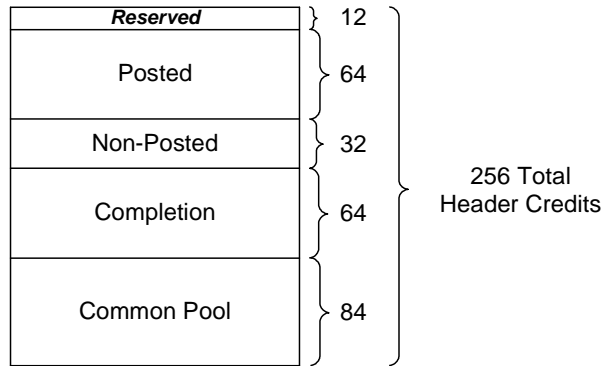 Reserved
12
Posted
64
Non-Posted
32
Completion
64
Common Pool
84
256 Total
Header Credits